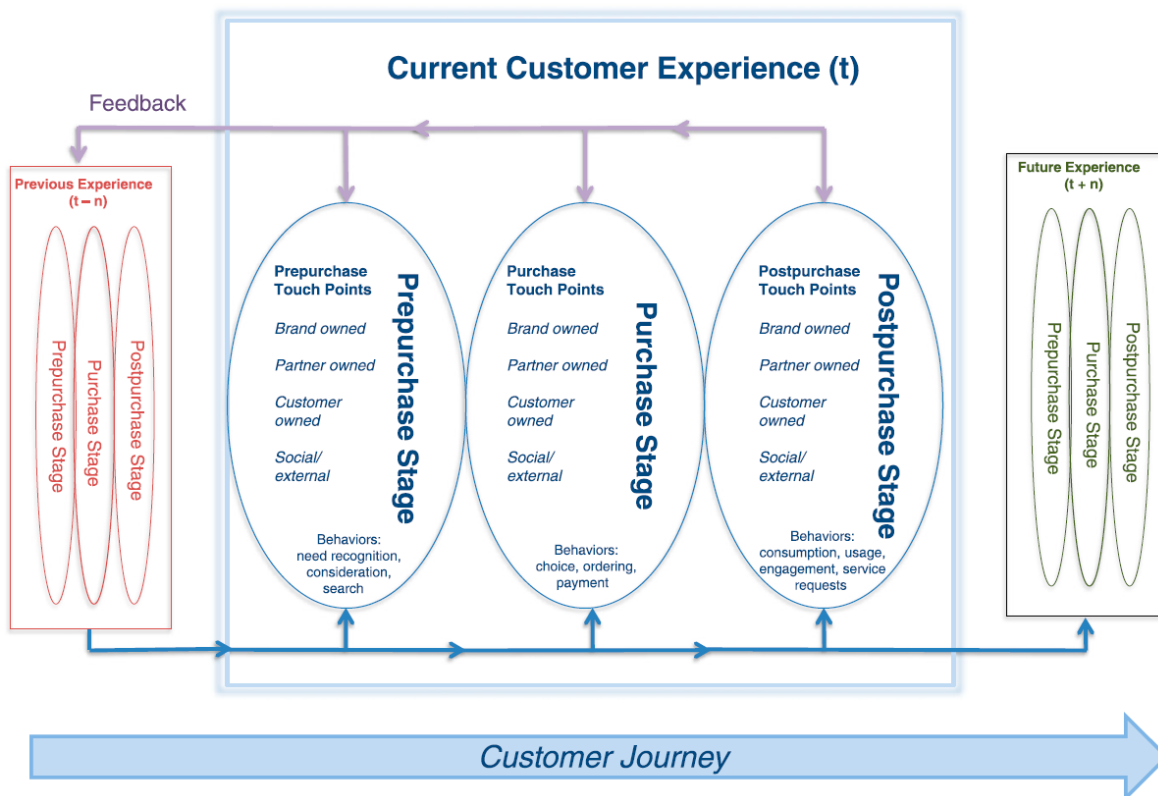 Current Customer Experience (t)
Feedback
Previous Experience
(t – n)
Prepurchase Stage
Purchase Stage
Postpurchase Stage
Prepurchase
Touch Points
Brand owned
Partner owned
Customer
owned
Social/
external
Prepurchase Stage
Behaviors:
need recognition,
consideration,
search
Purchase
Touch Points
Brand owned
Partner owned
Customer
owned
Social/
external
Purchase Stage
Behaviors:
choice, ordering,
payment
Postpurchase
Touch Points
Brand owned
Partner owned
Customer
owned
Social/
external
Postpurchase Stage
Behaviors:
consumption, usage,
engagement, service
requests
Future Experience
(t + n)
Prepurchase Stage
Purchase Stage
Postpurchase Stage
Customer Journey